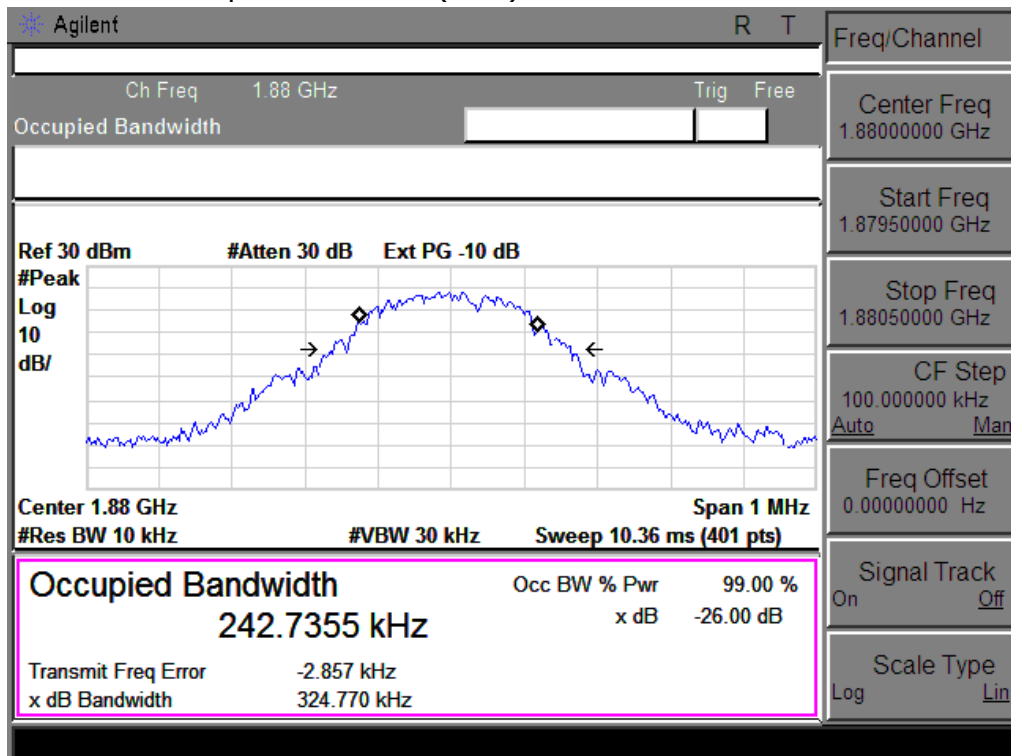 Agilent R T
Ch Freq 1.88 GHz Trig Free
Occupied Bandwidth
Ref 30 dBm #Atten 30 dB Ext PG -10 dB
#Peak
Log
10
dB/
Center 1.88 GHz Span 1 MHz
#Res BW 10 kHz #VBW 30 kHz Sweep 10.36 ms (401 pts)
Occupied Bandwidth
242.7355 kHz
Occ BW % Pwr 99.00 %
x dB -26.00 dB
Transmit Freq Error -2.857 kHz
x dB Bandwidth 324.770 kHz
Freq/Channel
Center Freq
1.88000000 GHz
Start Freq
1.87950000 GHz
Stop Freq
1.88050000 GHz
CF Step
100.000000 kHz
Auto Man
Freq Offset
0.00000000 Hz
Signal Track
On Off
Scale Type
Log Lin